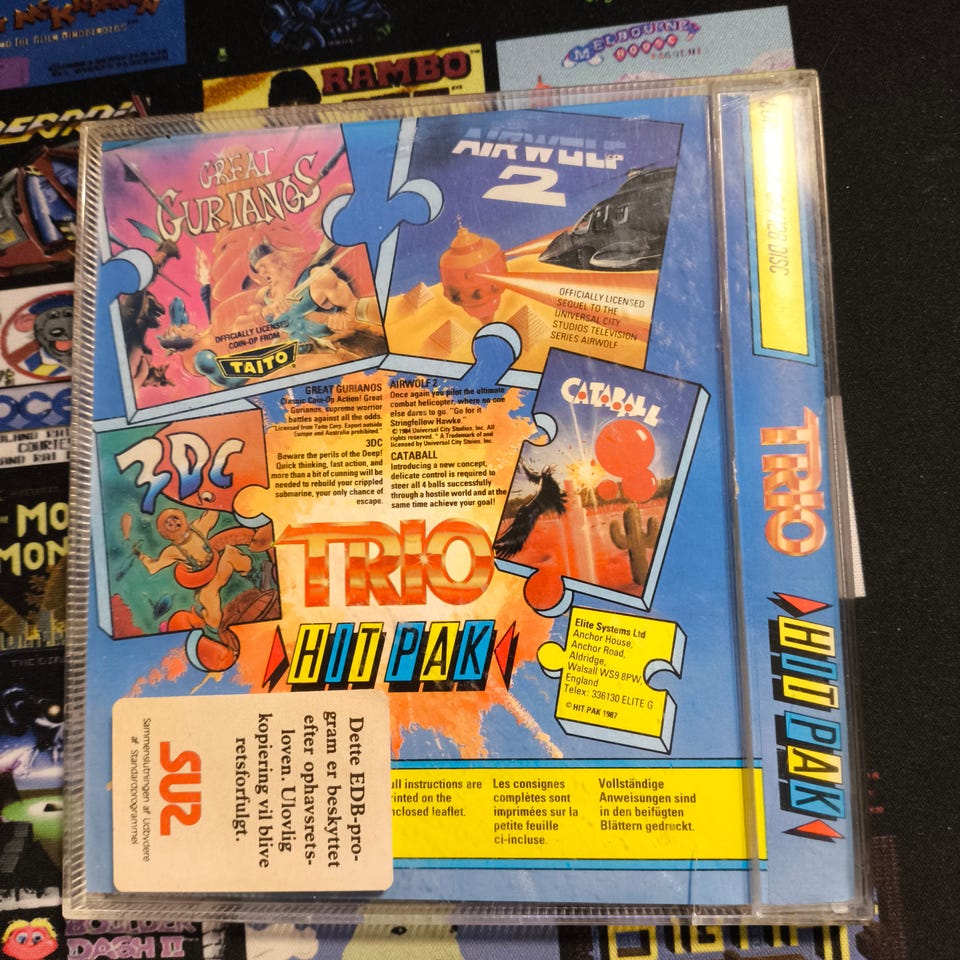 RAMBO
MELBOURNE
HOUSE
GREAT
GURIANOS
OFFICIALLY LICENSED
COIN-OP FROM
TAITO
AIRWOLF
2
OFFICIALLY LICENSED
SEQUEL TO THE
UNIVERSAL CITY
STUDIOS TELEVISION
SERIES AIRWOLF
GREAT GURIANOS
Classic Coin-Op Action! Great
Gurianos, supreme warrior
battles against all the odds.
Licensed from Taito Corp. Export outside
Europe and Australia prohibited.
3DC
Beware the perils of the Deep!
Quick thinking, fast action, and
more than a bit of cunning will be
needed to rebuild your crippled
submarine, your only chance of
escape.
AIRWOLF 2
Once again you pilot the ultimate
combat helicopter, where no one
else dares to go. "Go for it
Stringfellow Hawke."
© 1984 Universal City Studios, Inc. All
rights reserved. * A Trademark of and
licensed by Universal City Studios, Inc.
CATABALL
Introducing a new concept,
delicate control is required to
steer all 4 balls successfully
through a hostile world and at the
same time achieve your goal!
3DC
CATABALL
TRIO
HIT PAK
Elite Systems Ltd
Anchor House,
Anchor Road,
Aldridge,
Walsall WS9 8PW.
England
Telex: 336130 ELITE G
© HIT PAK 1987
Dette EDB-pro-
gram er beskyttet
efter ophavsrets-
loven. Ulovlig
kopiering vil blive
retsforfulgt.
SUS
Sammenslutningen af Udbydere
af Standardprogrammel
ull instructions are
rinted on the
nclosed leaflet.
Les consignes
complètes sont
imprimées sur la
petite feuille
ci-incluse.
Vollständige
Anweisungen sind
in den beifügten
Blättern gedruckt.
128 DISC
TRIO
HIT PAK
BOULDER
DASH II